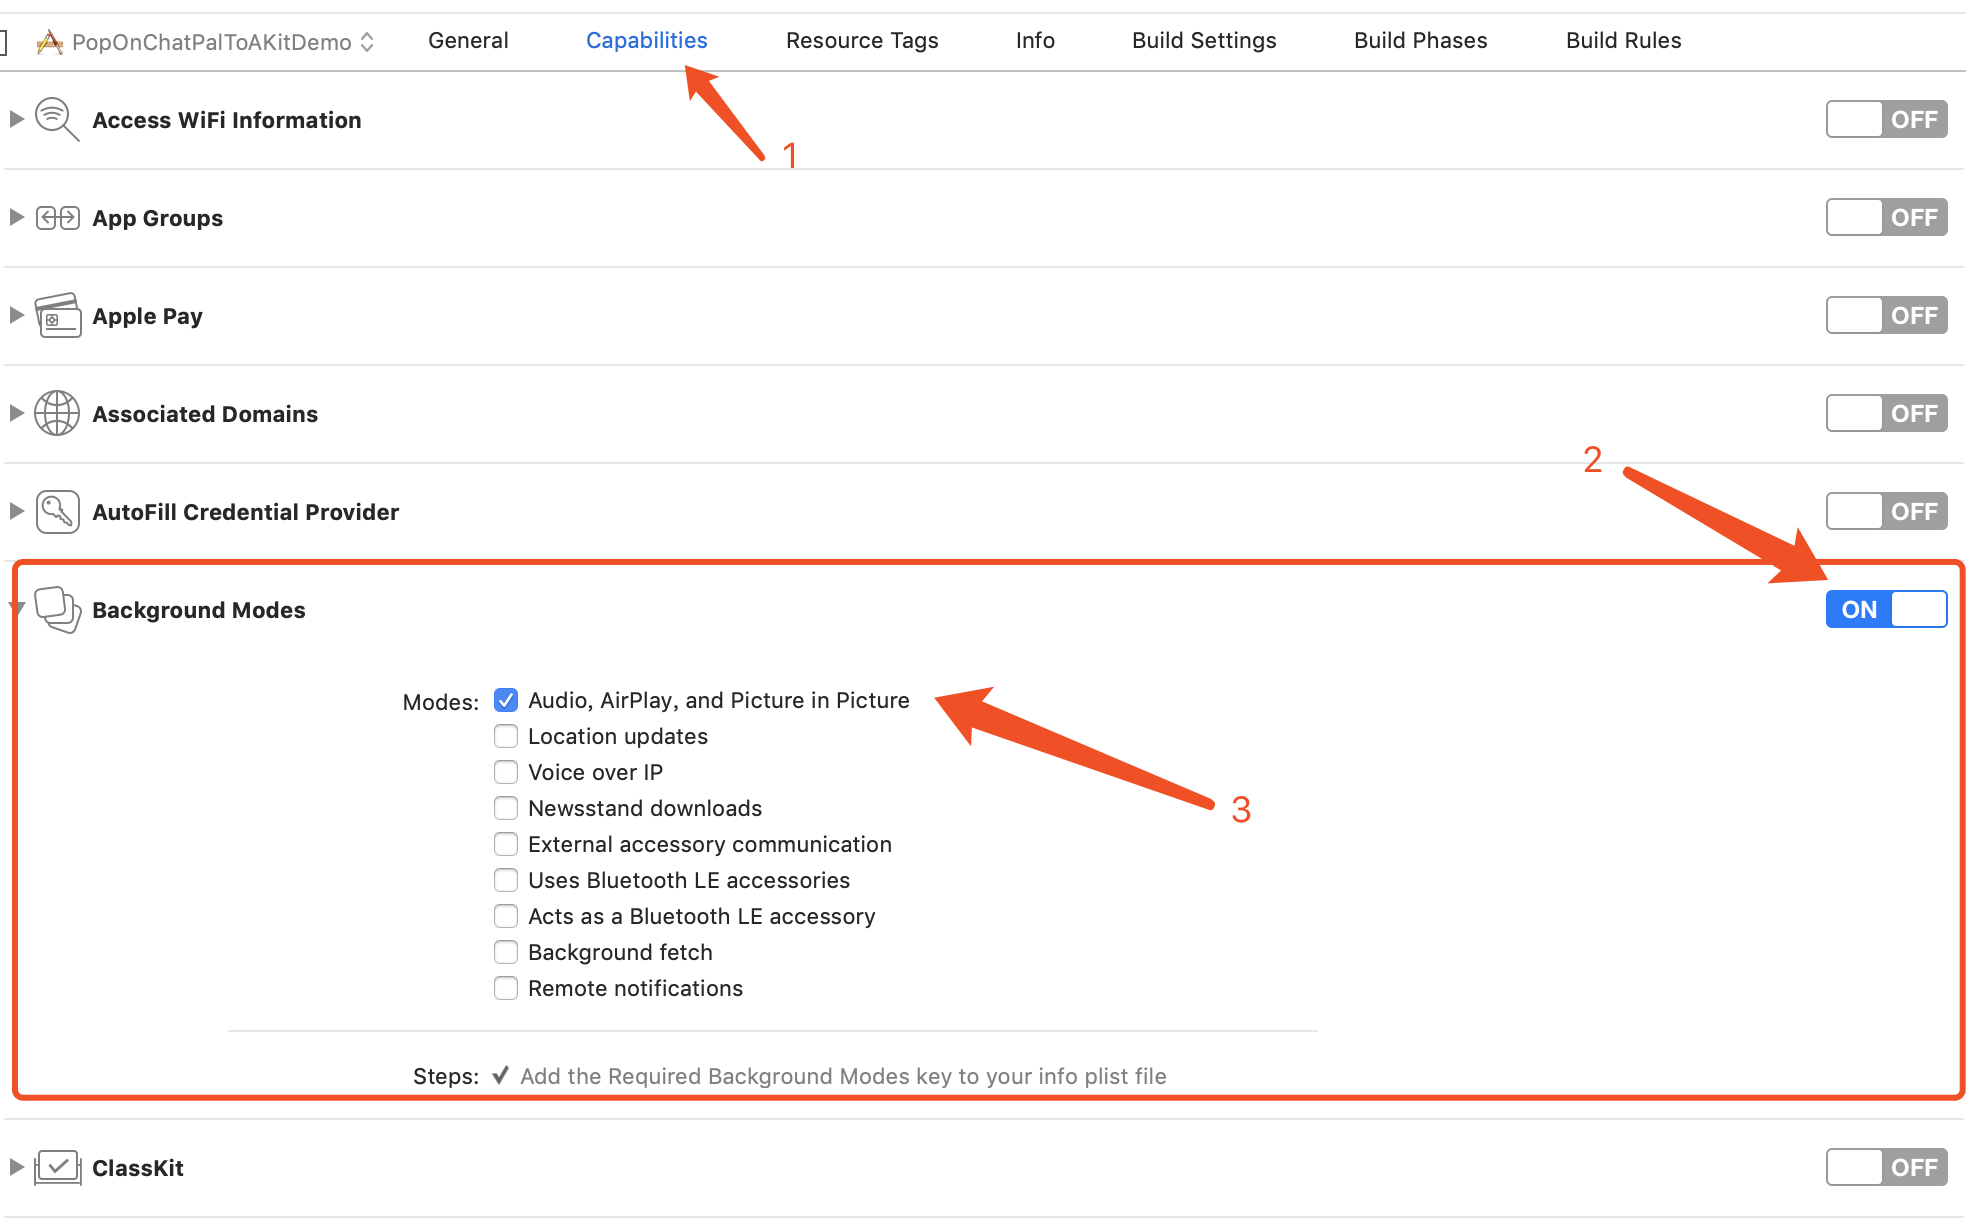 PopOnChatPalToAKitDemo General Capabilities Resource Tags Info Build Settings Build Phases Build Rules
Access WiFi Information OFF
1
App Groups OFF
Apple Pay OFF
Associated Domains OFF
2
AutoFill Credential Provider OFF
Background Modes ON
Modes: Audio, AirPlay, and Picture in Picture
Location updates
Voice over IP
Newsstand downloads
3
External accessory communication
Uses Bluetooth LE accessories
Acts as a Bluetooth LE accessory
Background fetch
Remote notifications
Steps: Add the Required Background Modes key to your info plist file
ClassKit OFF